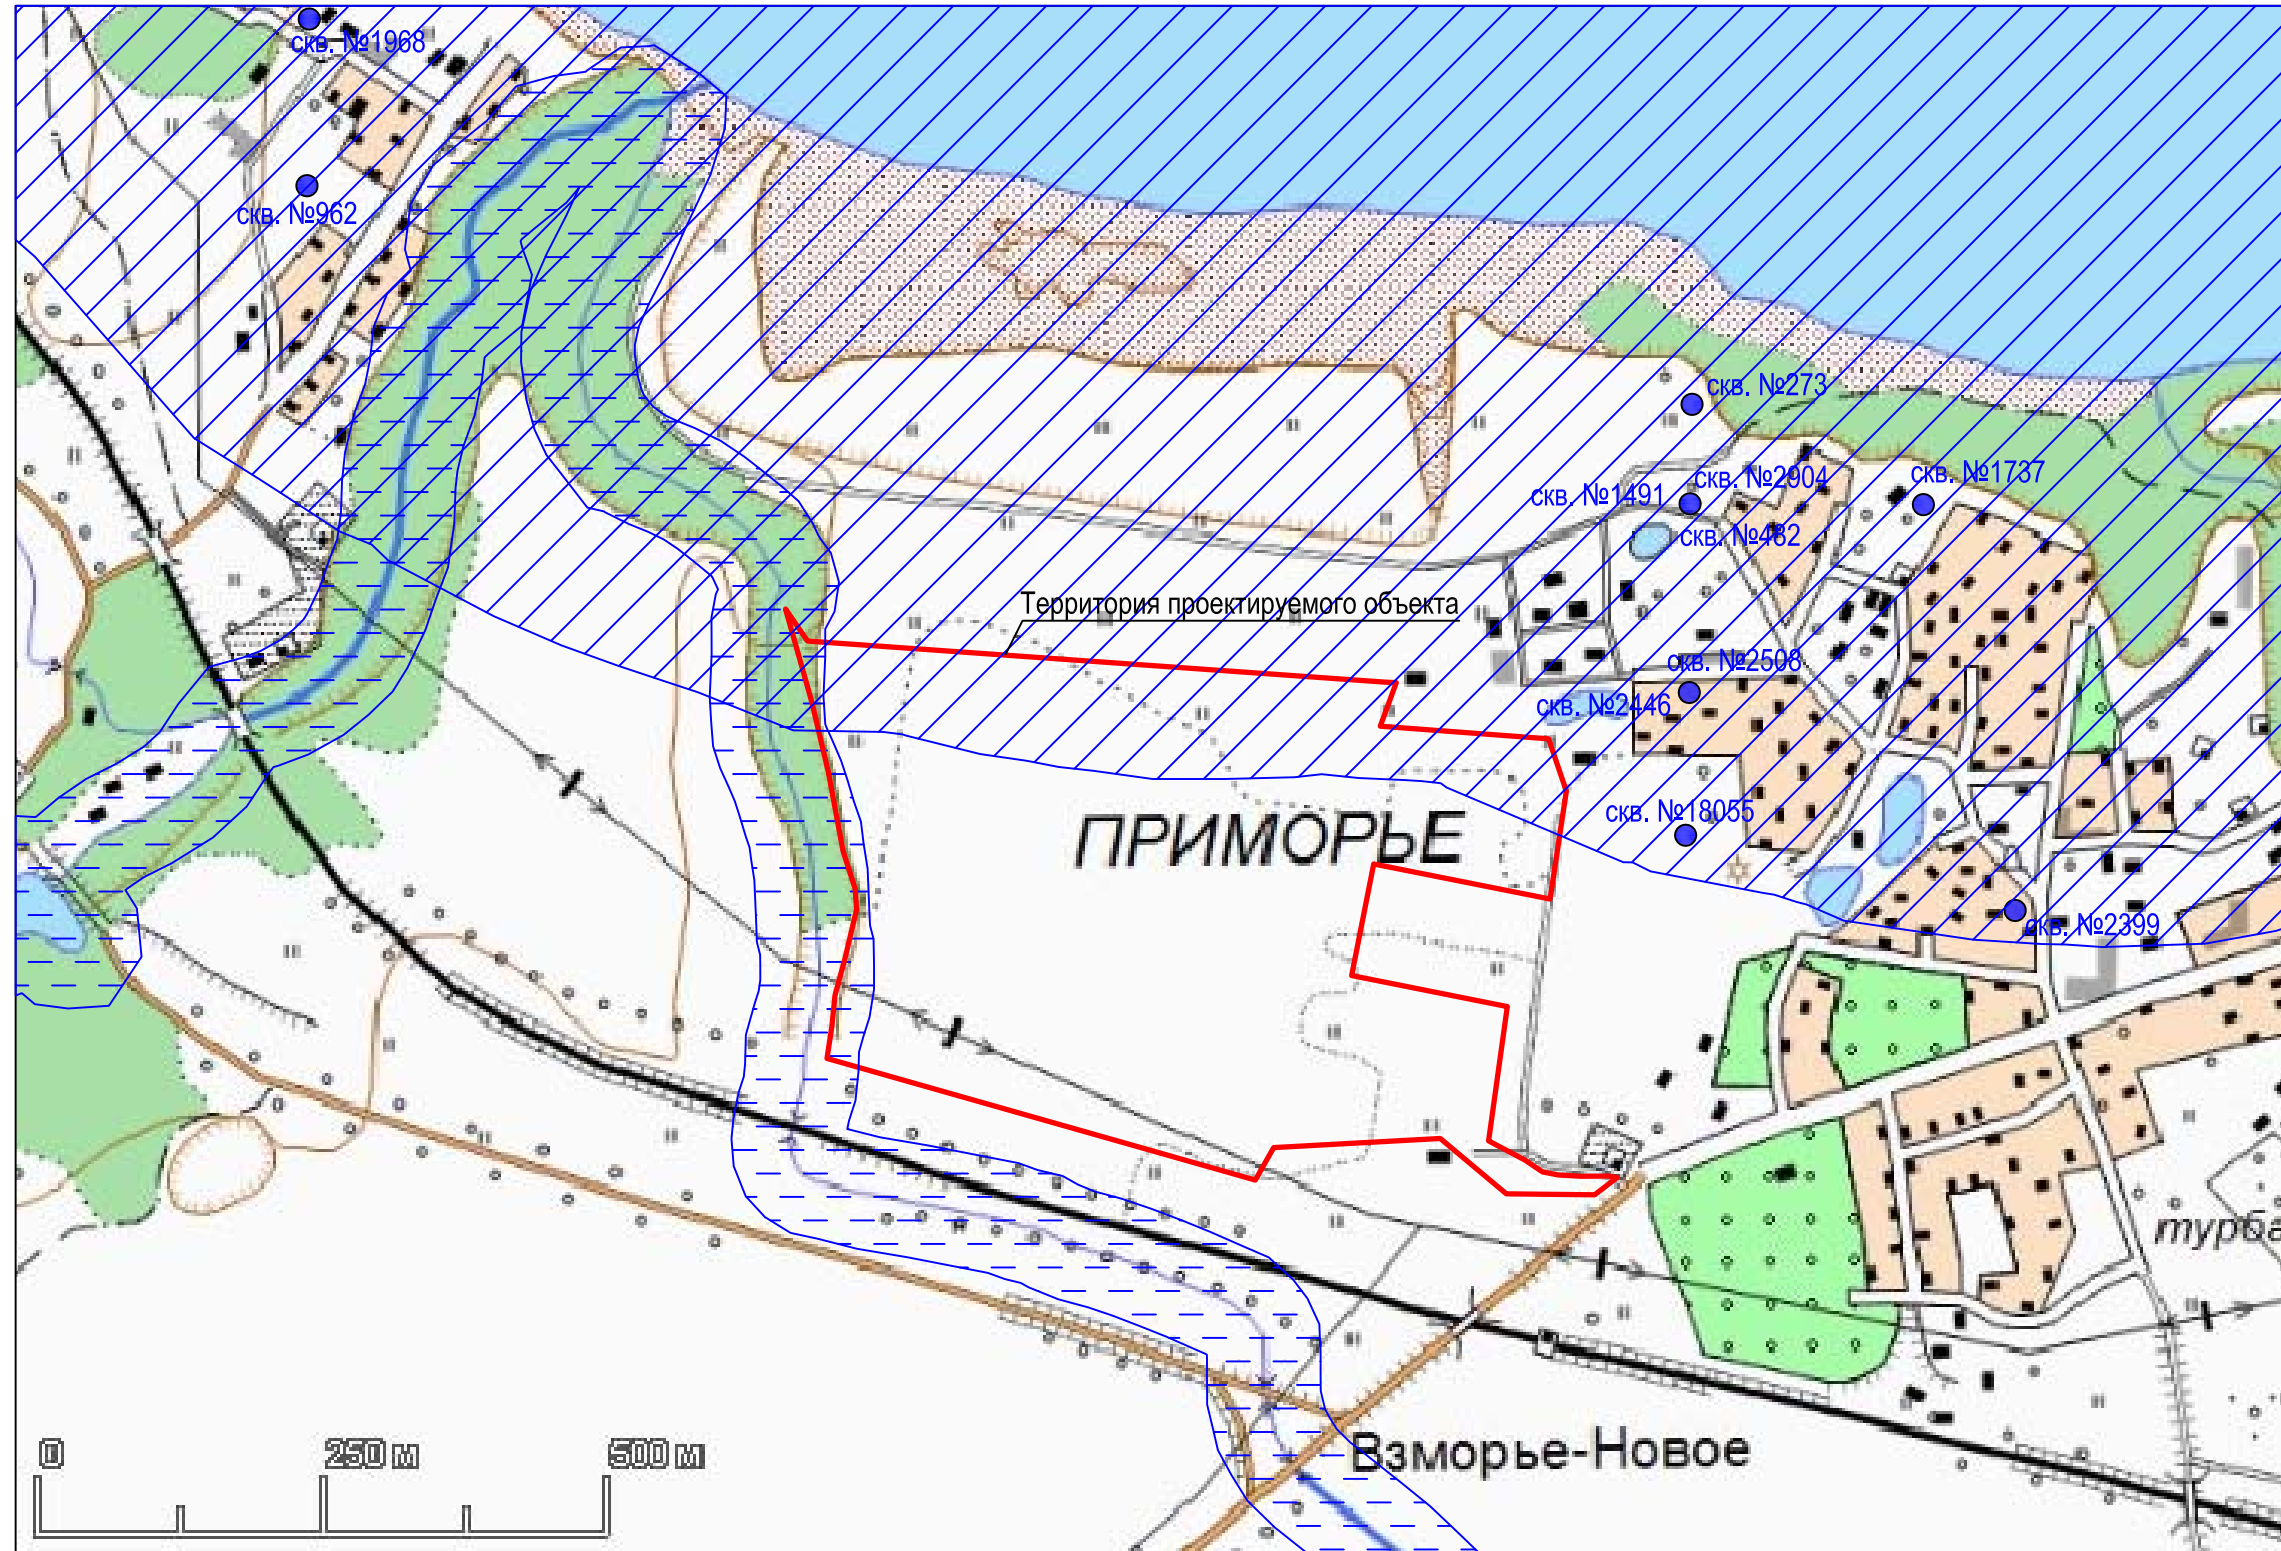 скв. №1968
скв. №962
скв. №273
скв. №2904
скв. №1737
скв. №1491
скв. №482
Территория проектируемого объекта
скв. №2508
скв. №2446
скв. №18055
ПРИМОРЬЕ
скв. №2399
турба
Взморье-Новое
0 250 м 500 м